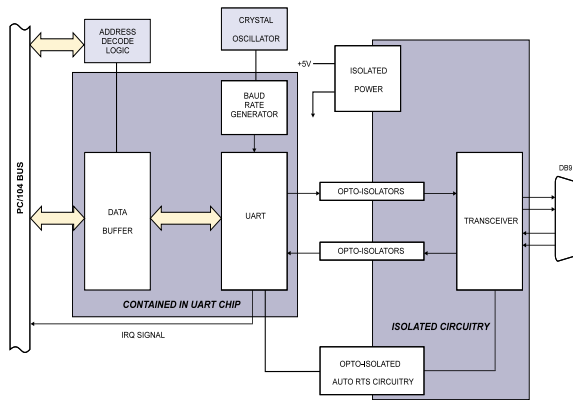 ADDRESS
DECODE
LOGIC
CRYSTAL
OSCILLATOR
+5V
ISOLATED
POWER
BAUD
RATE
GENERATOR
PC/104 BUS
DATA
BUFFER
UART
OPTO-ISOLATORS
OPTO-ISOLATORS
TRANSCEIVER
DB9
CONTAINED IN UART CHIP
IRQ SIGNAL
ISOLATED CIRCUITRY
OPTO-ISOLATED
AUTO RTS CIRCUITRY